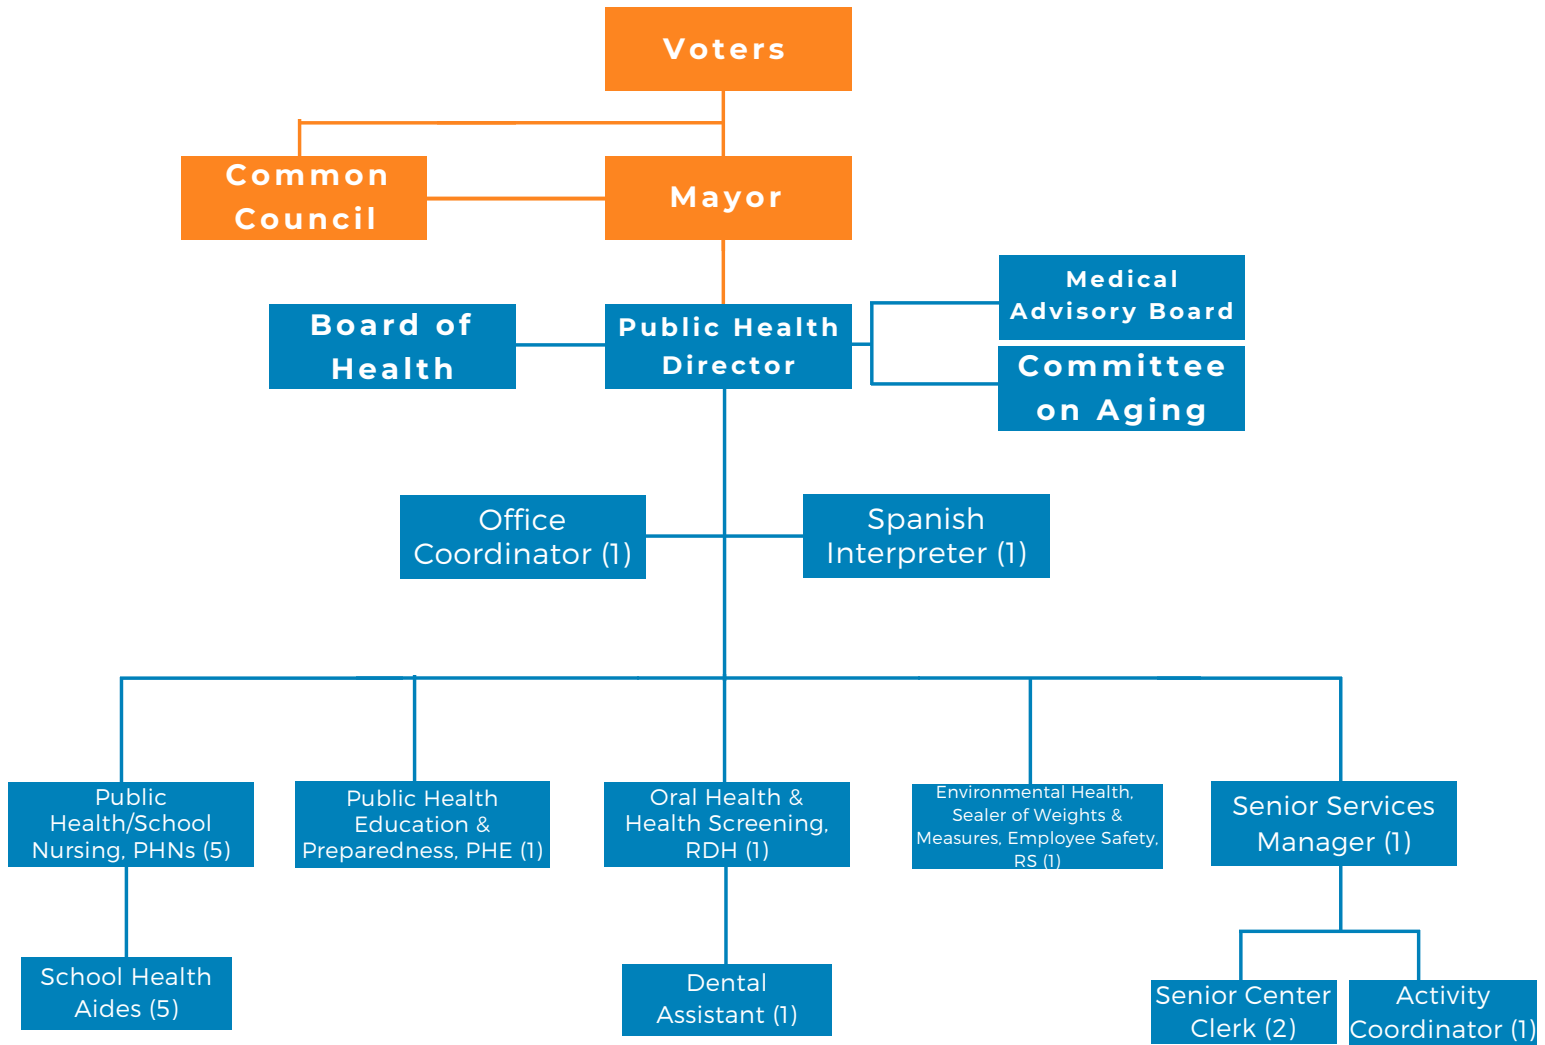 Voters
Common
Council
Mayor
Board of
Health
Public Health
Director
Medical
Advisory Board
Committee
on Aging
Office
Coordinator (1)
Spanish
Interpreter (1)
Public
Health/School
Nursing, PHNs (5)
Public Health
Education &
Preparedness, PHE (1)
Oral Health &
Health Screening,
RDH (1)
Environmental Health,
Sealer of Weights &
Measures, Employee Safety,
RS (1)
Senior Services
Manager (1)
School Health
Aides (5)
Dental
Assistant (1)
Senior Center
Clerk (2)
Activity
Coordinator (1)